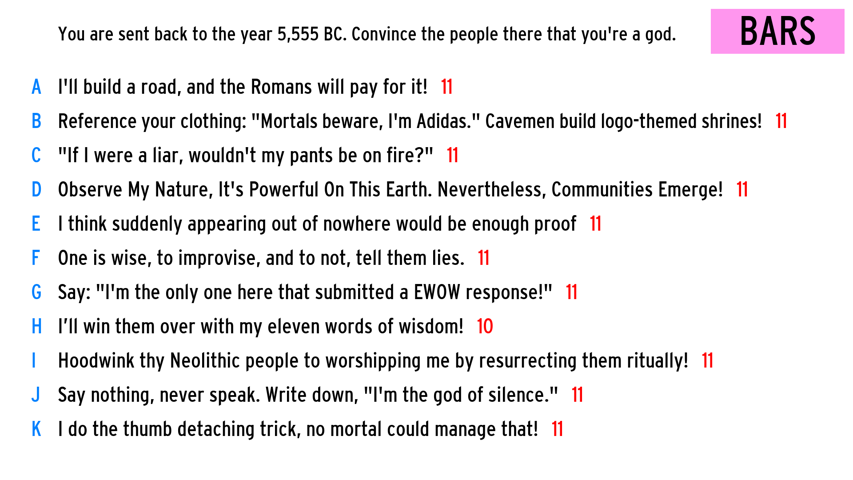 You are sent back to the year 5,555 BC. Convince the people there that you're a god.
BARS
A I'll build a road, and the Romans will pay for it! 11
B Reference your clothing: "Mortals beware, I'm Adidas." Cavemen build logo-themed shrines! 11
C "If I were a liar, wouldn't my pants be on fire?" 11
D Observe My Nature, It's Powerful On This Earth. Nevertheless, Communities Emerge! 11
E I think suddenly appearing out of nowhere would be enough proof 11
F One is wise, to improvise, and to not, tell them lies. 11
G Say: "I'm the only one here that submitted a EWOW response!" 11
H I’ll win them over with my eleven words of wisdom! 10
I Hoodwink thy Neolithic people to worshipping me by resurrecting them ritually! 11
J Say nothing, never speak. Write down, "I'm the god of silence." 11
K I do the thumb detaching trick, no mortal could manage that! 11